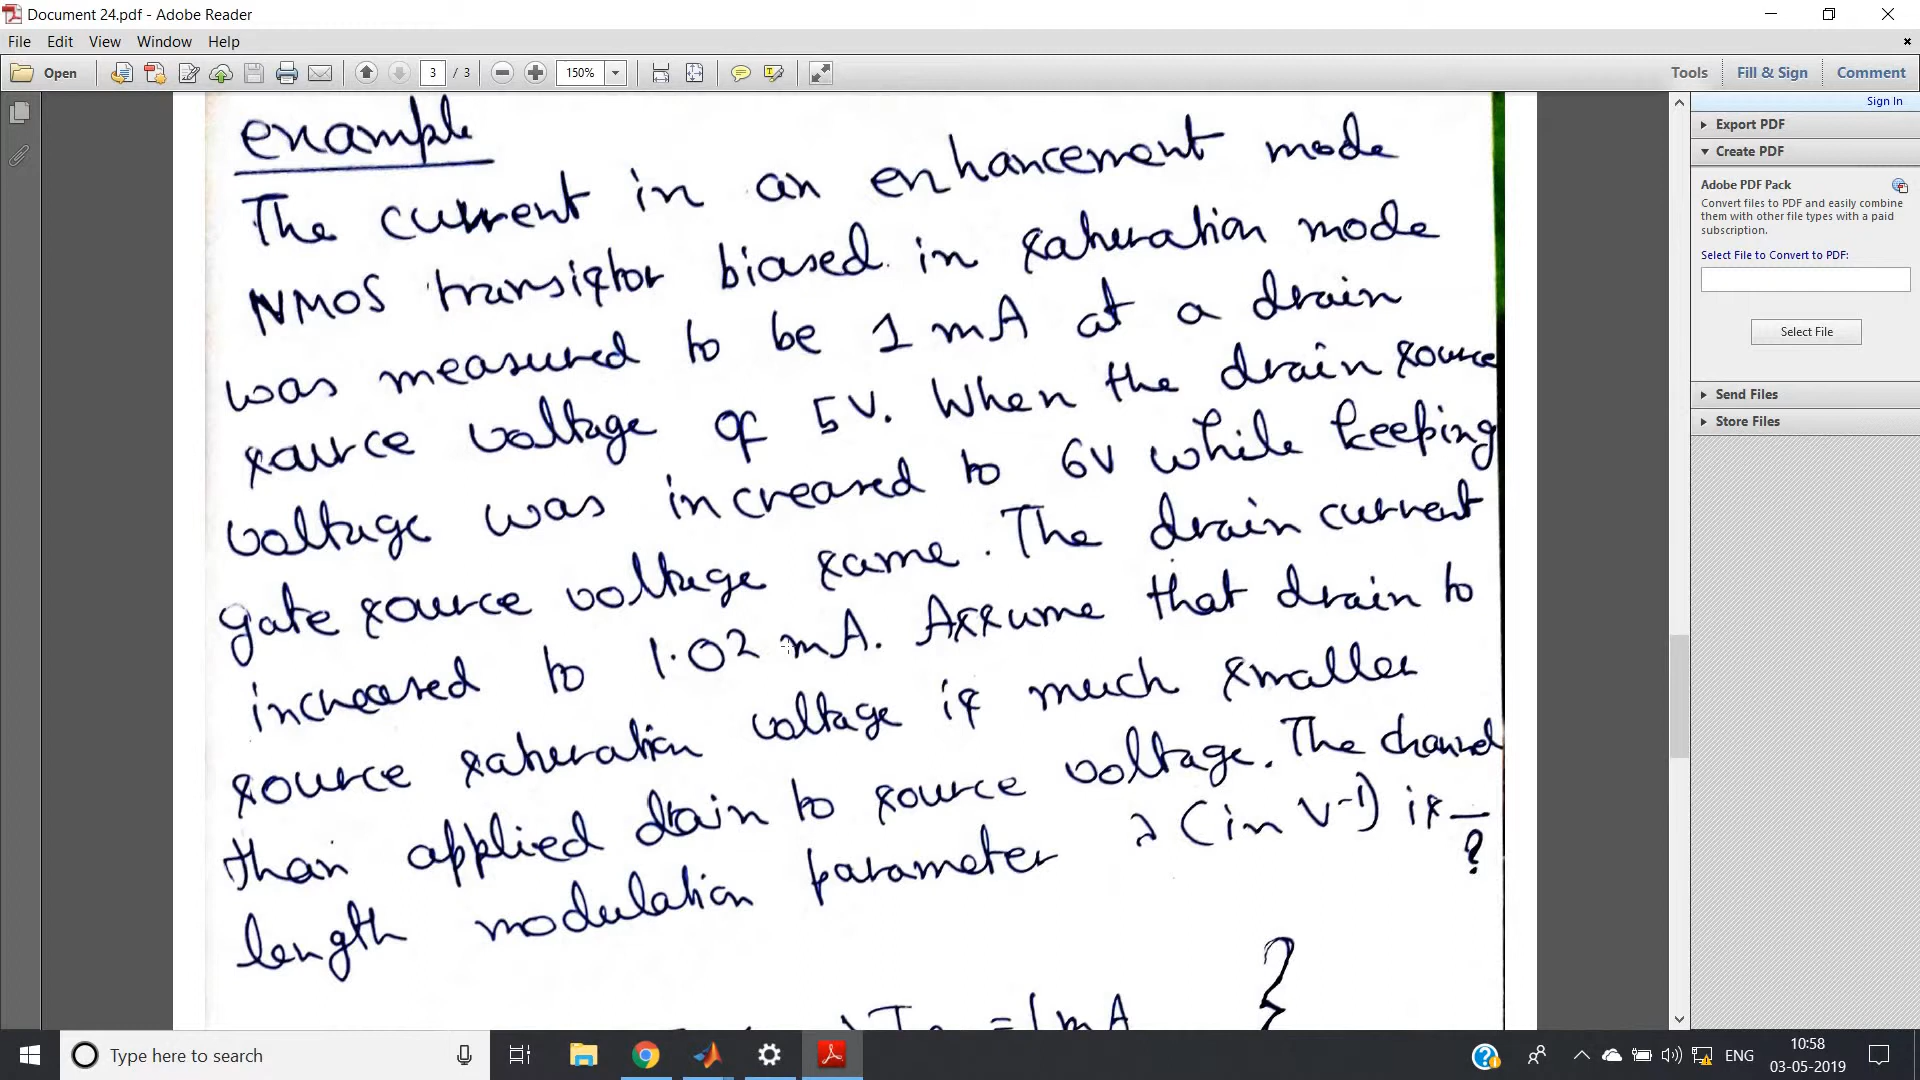 Document 24.pdf - Adobe Reader
File Edit View Window Help
Open 3 / 3 150% Tools Fill & Sign Comment
Sign In
Export PDF
Create PDF
Adobe PDF Pack
Convert files to PDF and easily combine
them with other file types with a paid
subscription.
Select File to Convert to PDF:
Select File
Send Files
Store Files
example
The current in an enhancement mode
NMOS transistor biased in saturation mode
was measured to be 1 mA at a drain
source voltage of 5V. When the drain source
voltage was increased to 6V while keeping
gate source voltage same. The drain current
increased to 1.02 mA. Assume that drain to
source saturation voltage is much smaller
than applied drain to source voltage. The channel
length modulation parameter λ (in V-1) is _
?
= 1mA
Type here to search
ENG
10:58
03-05-2019